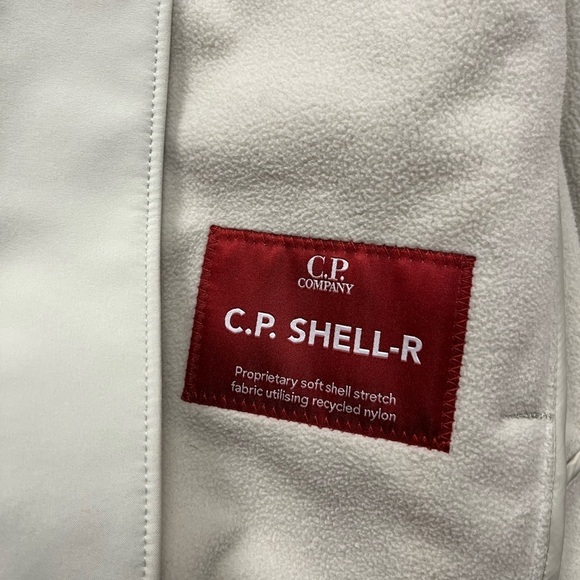 C.P.
COMPANY
C.P. SHELL-R
Proprietary soft shell stretch
fabric utilising recycled nylon